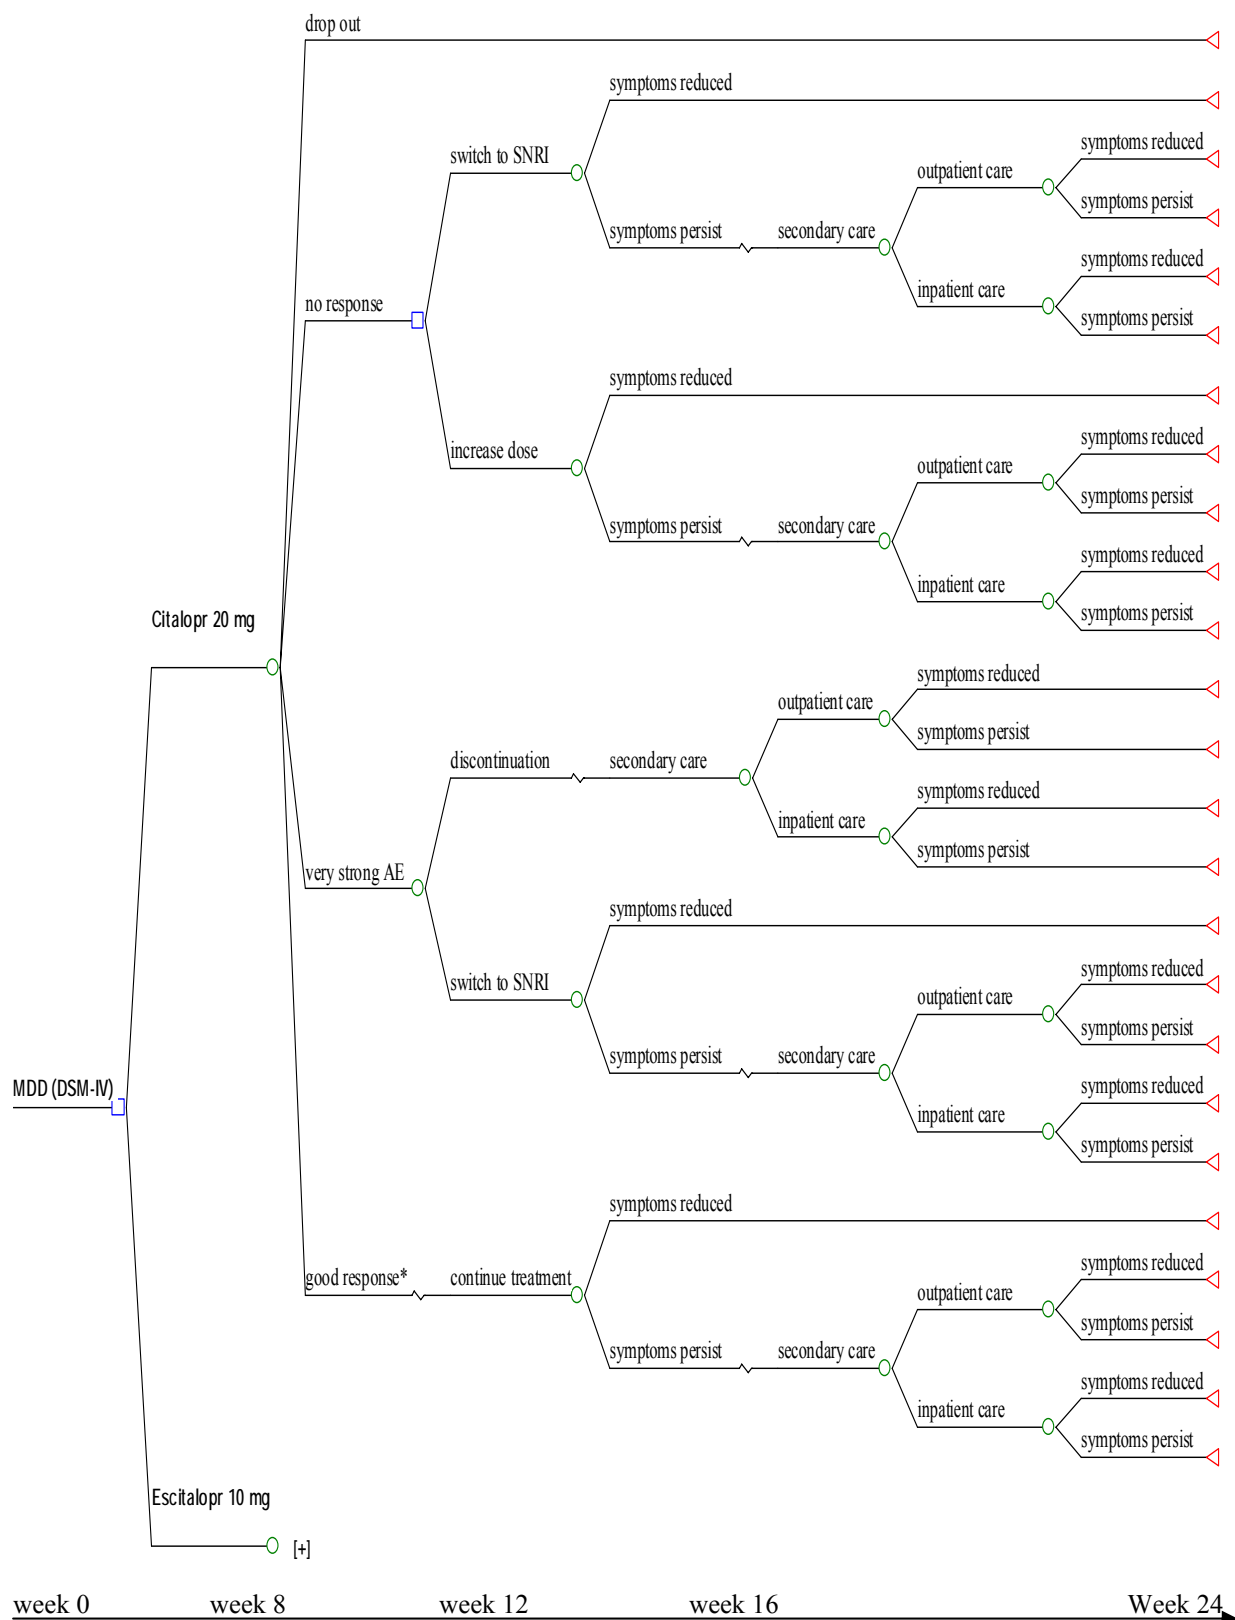 drop out
symptoms reduced
symptoms reduced
switch to SNRI
outpatient care
symptoms persist
symptoms persist
secondary care
symptoms reduced
inpatient care
no response
symptoms persist
symptoms reduced
symptoms reduced
increase dose
outpatient care
symptoms persist
symptoms persist
secondary care
symptoms reduced
inpatient care
symptoms persist
Citalopr 20 mg
symptoms reduced
outpatient care
symptoms persist
discontinuation
secondary care
symptoms reduced
inpatient care
symptoms persist
very strong AE
symptoms reduced
symptoms reduced
switch to SNRI
outpatient care
symptoms persist
symptoms persist
secondary care
symptoms reduced
MDD (DSM-IV)
inpatient care
symptoms persist
symptoms reduced
symptoms reduced
good response*
continue treatment
outpatient care
symptoms persist
symptoms persist
secondary care
symptoms reduced
inpatient care
symptoms persist
Escitalopr 10 mg
[+]
week 0 week 8 week 12 week 16 Week 24